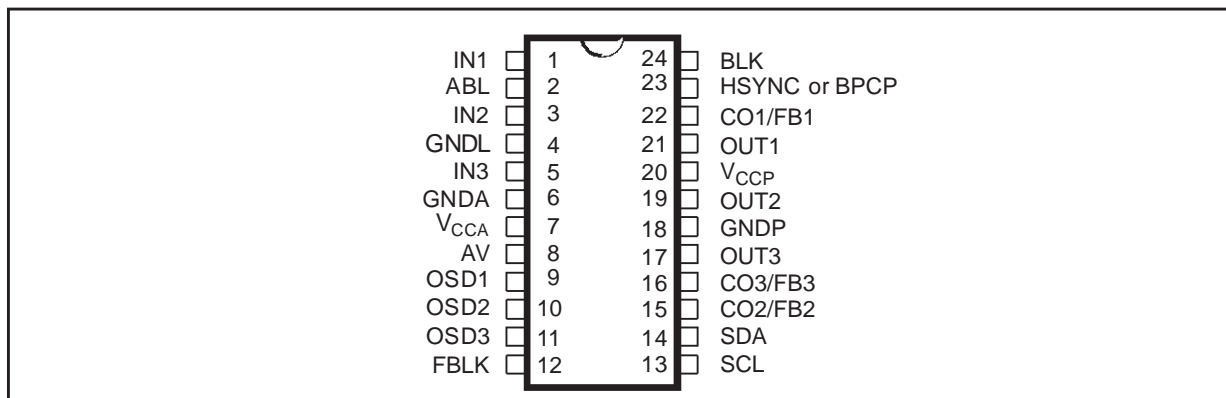 IN1 1 24 BLK
ABL 2 23 HSYNC or BPCP
IN2 3 22 CO1/FB1
GNDL 4 21 OUT1
IN3 5 20 VCCP
GNDA 6 19 OUT2
VCCA 7 18 GNDP
AV 8 17 OUT3
OSD1 9 16 CO3/FB3
OSD2 10 15 CO2/FB2
OSD3 11 14 SDA
FBLK 12 13 SCL